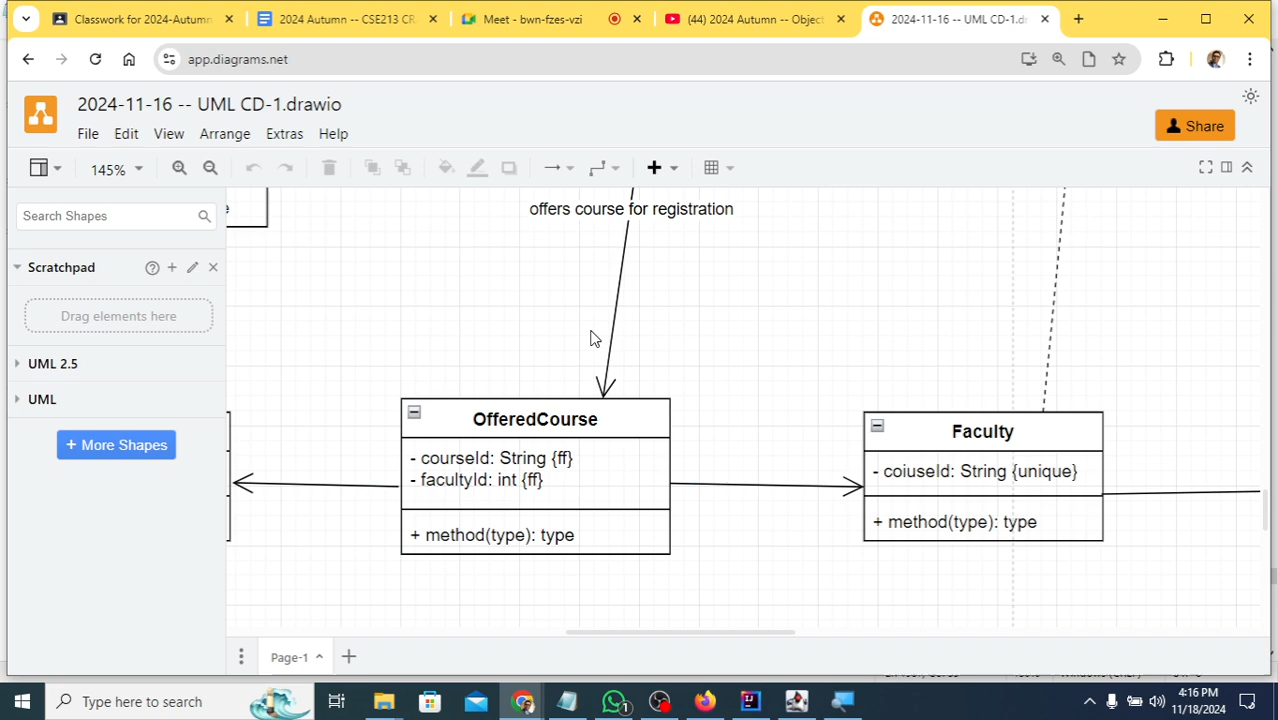 Classwork for 2024-Autumn
2024 Autumn -- CSE213 CR
Meet - bwn-fzes-vzi
(44) 2024 Autumn -- Object
2024-11-16 -- UML CD-1.dr
app.diagrams.net
2024-11-16 -- UML CD-1.drawio
File Edit View Arrange Extras Help
Share
145%
Search Shapes
offers course for registration
Scratchpad
Drag elements here
UML 2.5
UML
+ More Shapes
OfferedCourse
- courseId: String {ff}
- facultyId: int {ff}
+ method(type): type
Faculty
- coiuseId: String {unique}
+ method(type): type
Page-1
Type here to search
1
4:16 PM
11/18/2024